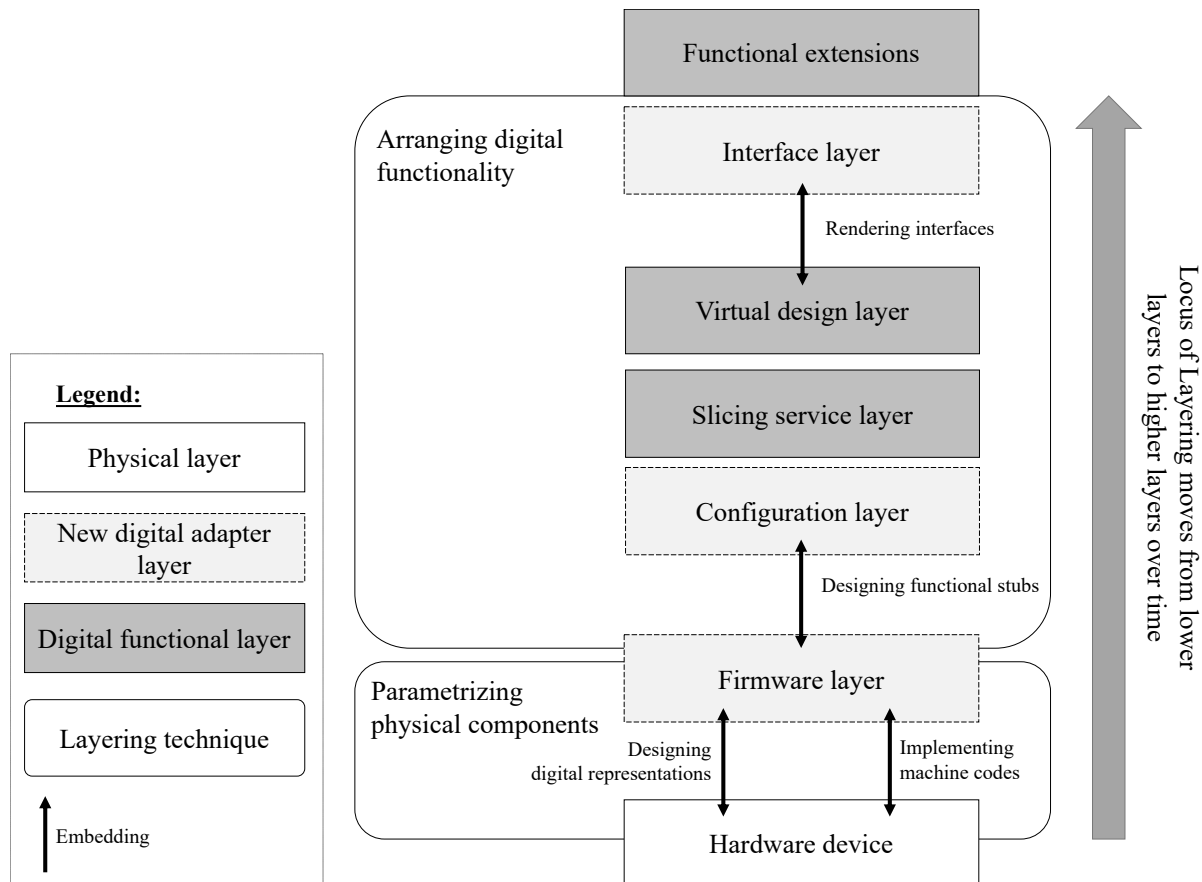 Functional extensions
Arranging digital
functionality
Interface layer
Rendering interfaces
Virtual design layer
Slicing service layer
Configuration layer
Designing functional stubs
Firmware layer
Parametrizing
physical components
Designing
digital representations
Implementing
machine codes
Hardware device
Locus of Layering moves from lower
layers to higher layers over time
Legend:
Physical layer
New digital adapter
layer
Digital functional layer
Layering technique
Embedding